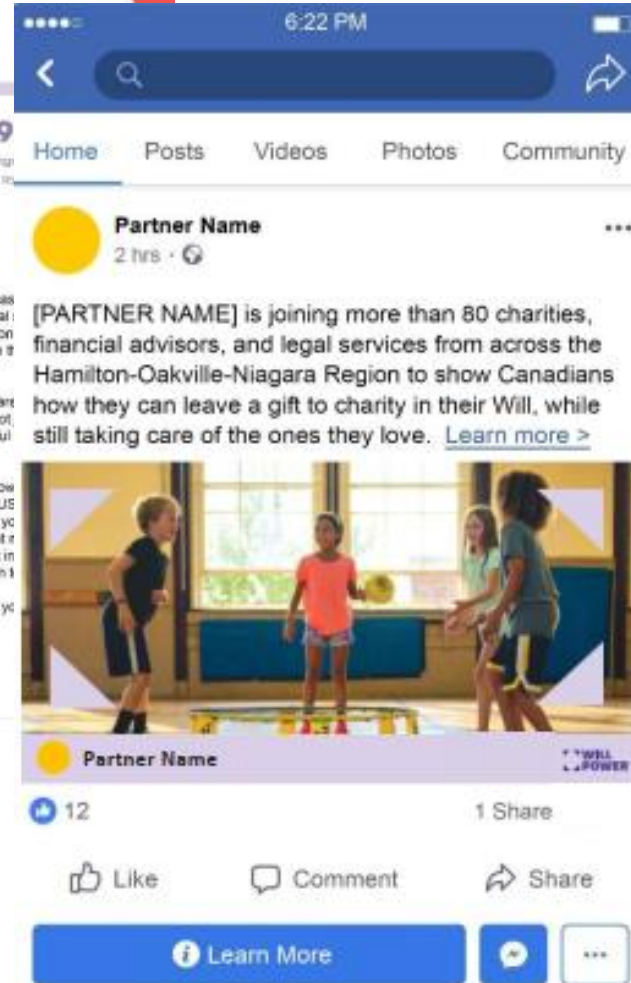 6:22 PM
Home Posts Videos Photos Community
Partner Name
2 hrs ·
[PARTNER NAME] is joining more than 80 charities,
financial advisors, and legal services from across the
Hamilton-Oakville-Niagara Region to show Canadians
how they can leave a gift to charity in their Will, while
still taking care of the ones they love. Learn more >
Partner Name
WILL
POWER
12
1 Share
Like Comment Share
Learn More